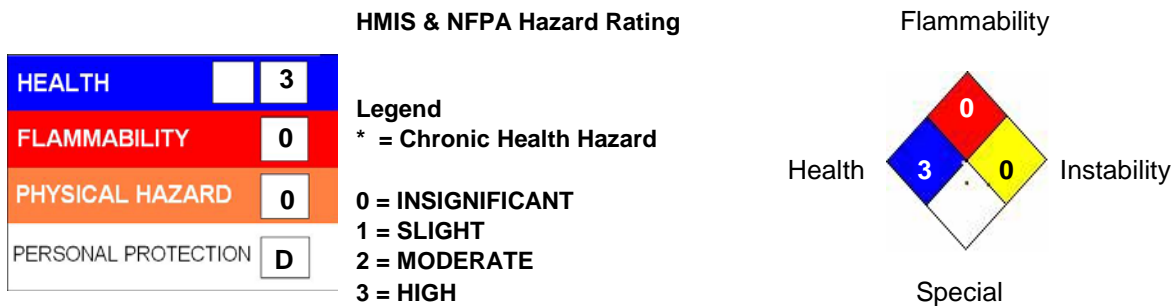 HMIS & NFPA Hazard Rating
HEALTH 3
FLAMMABILITY 0
PHYSICAL HAZARD 0
PERSONAL PROTECTION D
Legend
* = Chronic Health Hazard
0 = INSIGNIFICANT
1 = SLIGHT
2 = MODERATE
3 = HIGH
Flammability
0
Health 3 0 Instability
Special